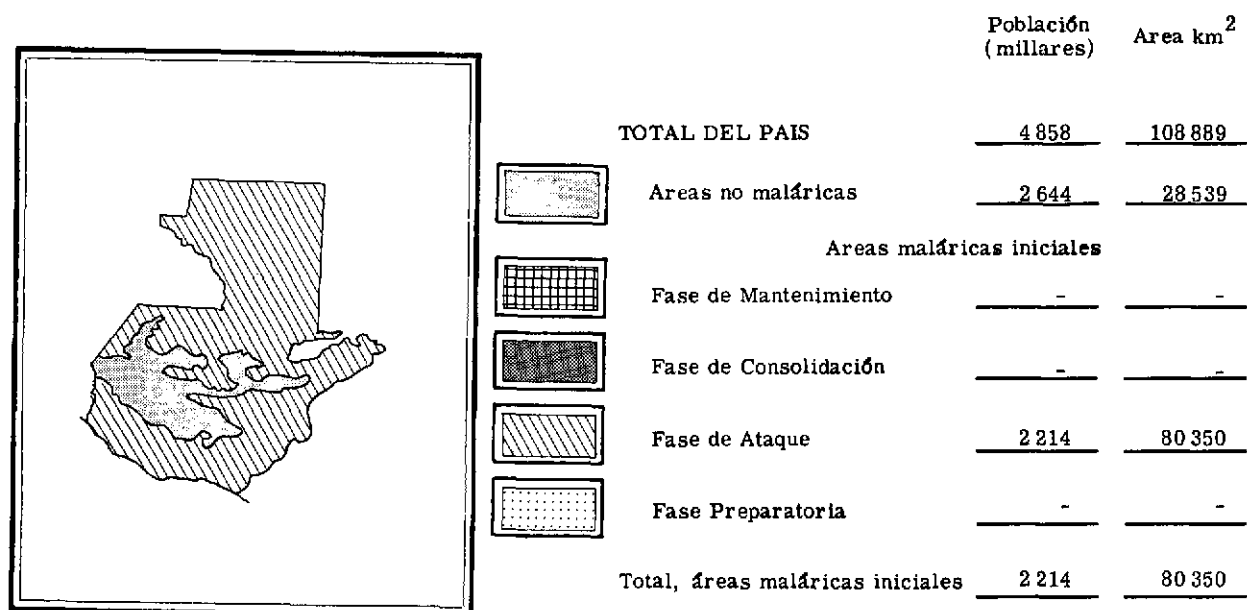 Población Area km²
(millares)
TOTAL DEL PAIS 4 858 108 889
Areas no maláricas 2 644 28 539
Areas maláricas iniciales
Fase de Mantenimiento - -
Fase de Consolidación - -
Fase de Ataque 2 214 80 350
Fase Preparatoria - -
Total, áreas maláricas iniciales 2 214 80 350